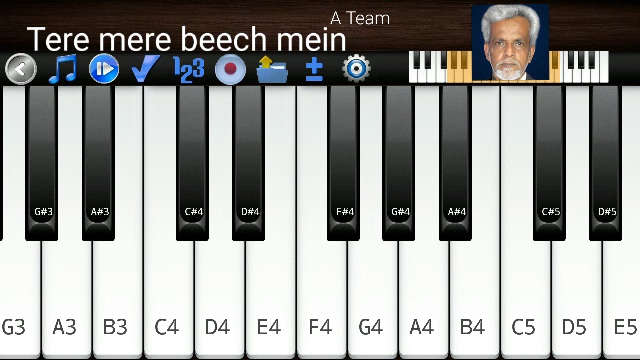 A Team
Tere mere beech mein
123
G#3 A#3 C#4 D#4 F#4 G#4 A#4 C#5 D#5
G3 A3 B3 C4 D4 E4 F4 G4 A4 B4 C5 D5 E5